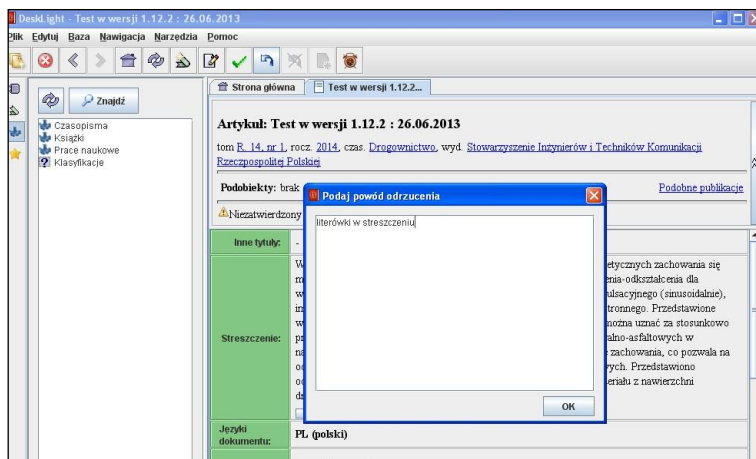 DeskLight - Test w wersji 1.12.2 : 26.06.2013
Plik Edytuj Baza Nawigacja Narzędzia Pomoc
Znajdź
Czasopisma
Książki
Prace naukowe
Klasyfikacje
Strona główna
Test w wersji 1.12.2...
Artykuł: Test w wersji 1.12.2 : 26.06.2013
tom R. 14, nr 1, rocz. 2014, czas. Drogownictwo, wyd. Stowarzyszenie Inżynierów i Techników Komunikacji
Rzeczpospolitej Polskiej
Podobiekty: brak
Podobne publikacje
Niezatwierdzony
Podaj powód odrzucenia
literówki w streszczeniu
OK
Inne tytuły: -
Streszczenie:
etycznych zachowania się
enia-odkształcenia dla
ulsacyjnego (sinusoidalnie),
tronnego. Przedstawione
można uznać za stosunkowo
alno-asfaltowych w
zachowania, co pozwala na
ych. Przedstawiono
eriału z nawierzchni
Języki
dokumentu:
PL (polski)